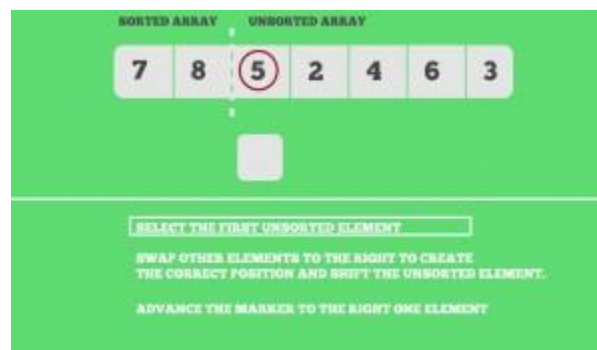 SORTED ARRAY UNSORTED ARRAY
7 8 5 2 4 6 3
SELECT THE FIRST UNSORTED ELEMENT
SWAP OTHER ELEMENTS TO THE RIGHT TO CREATE
THE CORRECT POSITION AND SHIFT THE UNSORTED ELEMENT.
ADVANCE THE MARKER TO THE RIGHT ONE ELEMENT